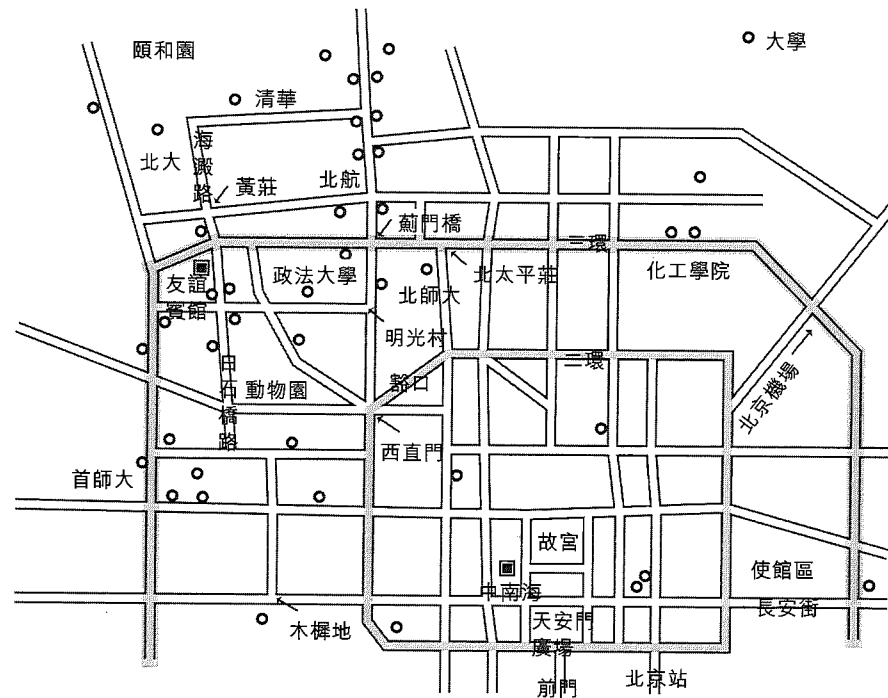 大學
頤和園
清華
北大
海澱路
黃莊
北航
薊門橋
三環
政法大學
北師大
北太平莊
化工學院
友誼
賓館
明光村
二環
北京機場
白石橋路
動物園
豁口
西直門
首師大
故宮
中南海
使館區
長安街
木樨地
天安門
廣場
前門
北京站